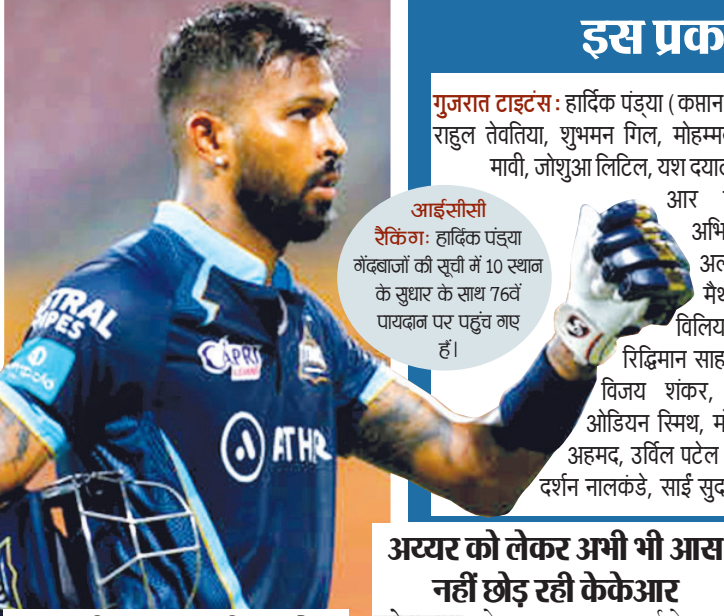 इस प्रक
गुजरात टाइटंस : हार्दिक पंड्या ( कप्तान
राहुल तेवतिया, शुभमन गिल, मोहम्म
मावी, जोशुआ लिटिल, यश दया
आर
अभि
अल
मैथ
विलिय
रिद्धिमान साह
विजय शंकर,
ओडियन स्मिथ, म
अहमद, उर्विल पटेल
दर्शन नालकंडे, साई सुद
आईसीसी
रैंकिंग: हार्दिक पंड्या
गेंदबाजों की सूची में 10 स्थान
के सुधार के साथ 76वें
पायदान पर पहुंच गए
हैं।
STRAL
PIPES
CAPRI
ATHER
अय्यर को लेकर अभी भी आस
नहीं छोड़ रही केकेआर